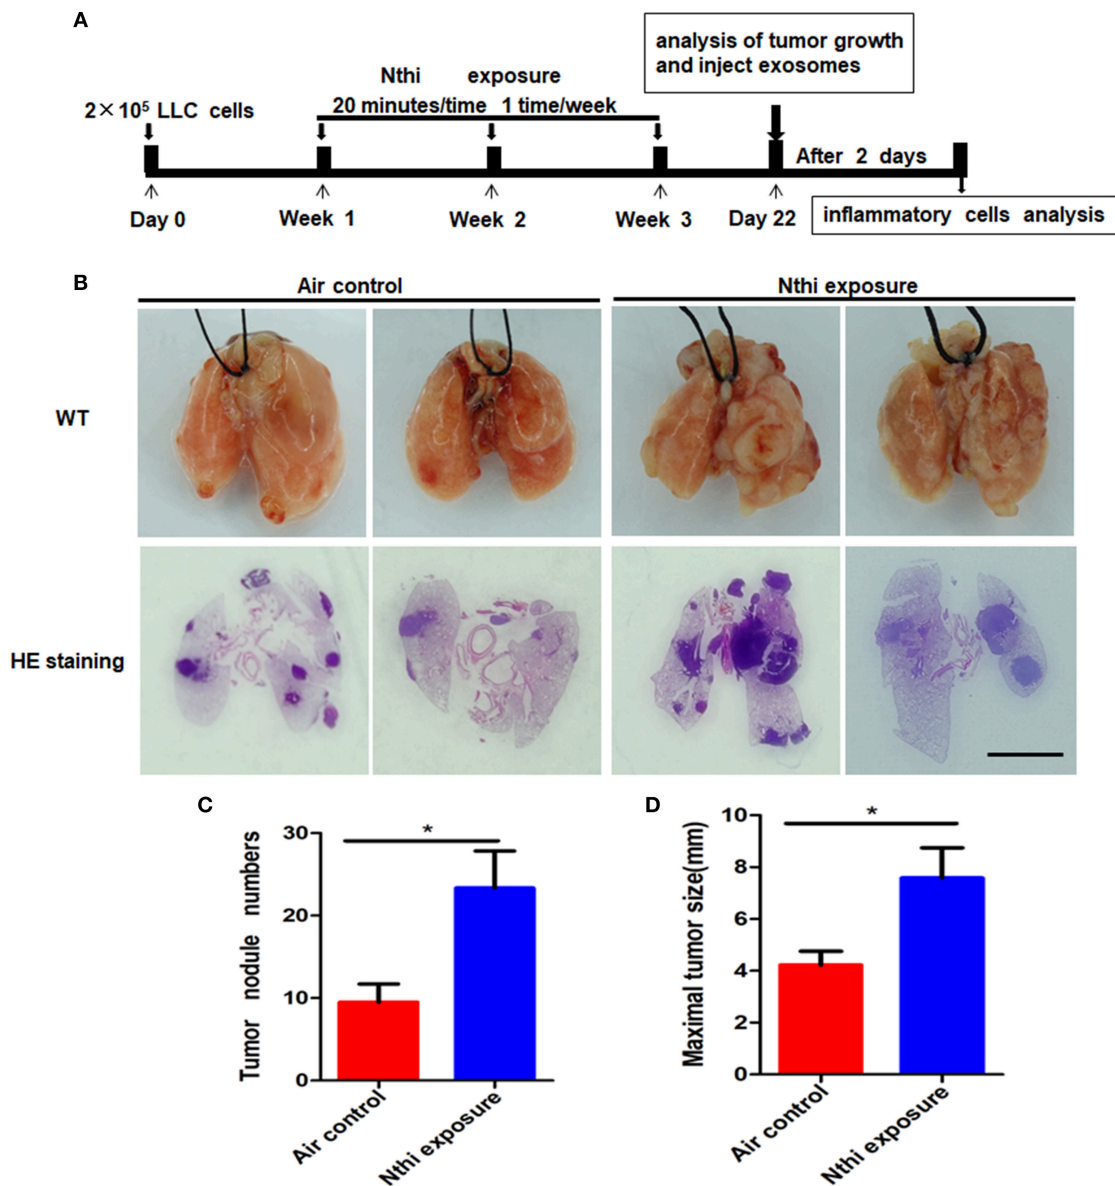 A
analysis of tumor growth
and inject exosomes
Nthi exposure
2×10⁵ LLC cells
20 minutes/time 1 time/week
After 2 days
Day 0
Week 1
Week 2
Week 3
Day 22
inflammatory cells analysis
B
Air control
Nthi exposure
WT
HE staining
C
Tumor nodule numbers
30
20
10
0
*
Air control
Nthi exposure
D
Maximal tumor size(mm)
10
8
6
4
2
0
*
Air control
Nthi exposure